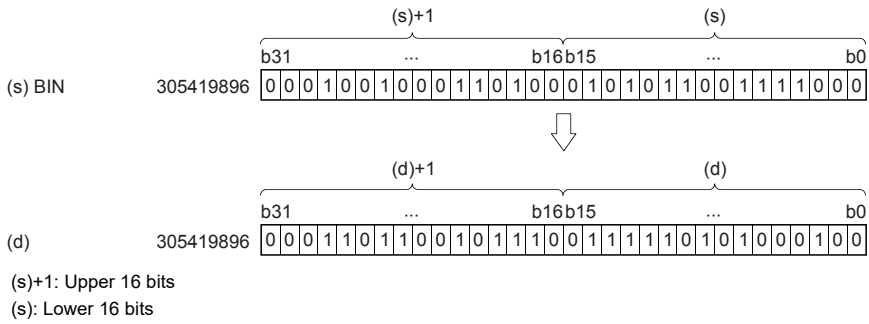 (s)+1 (s)
b31 ... b16 b15 ... b0
(s) BIN 305419896 0 0 0 1 0 0 1 0 0 0 1 1 0 1 0 0 0 1 0 1 0 1 1 0 0 1 1 1 1 0 0 0
(d)+1 (d)
b31 ... b16 b15 ... b0
(d) 305419896 0 0 0 1 1 0 1 1 0 0 1 0 1 1 1 0 0 1 1 1 1 1 0 1 0 1 0 0 0 1 0 0
(s)+1: Upper 16 bits
(s): Lower 16 bits